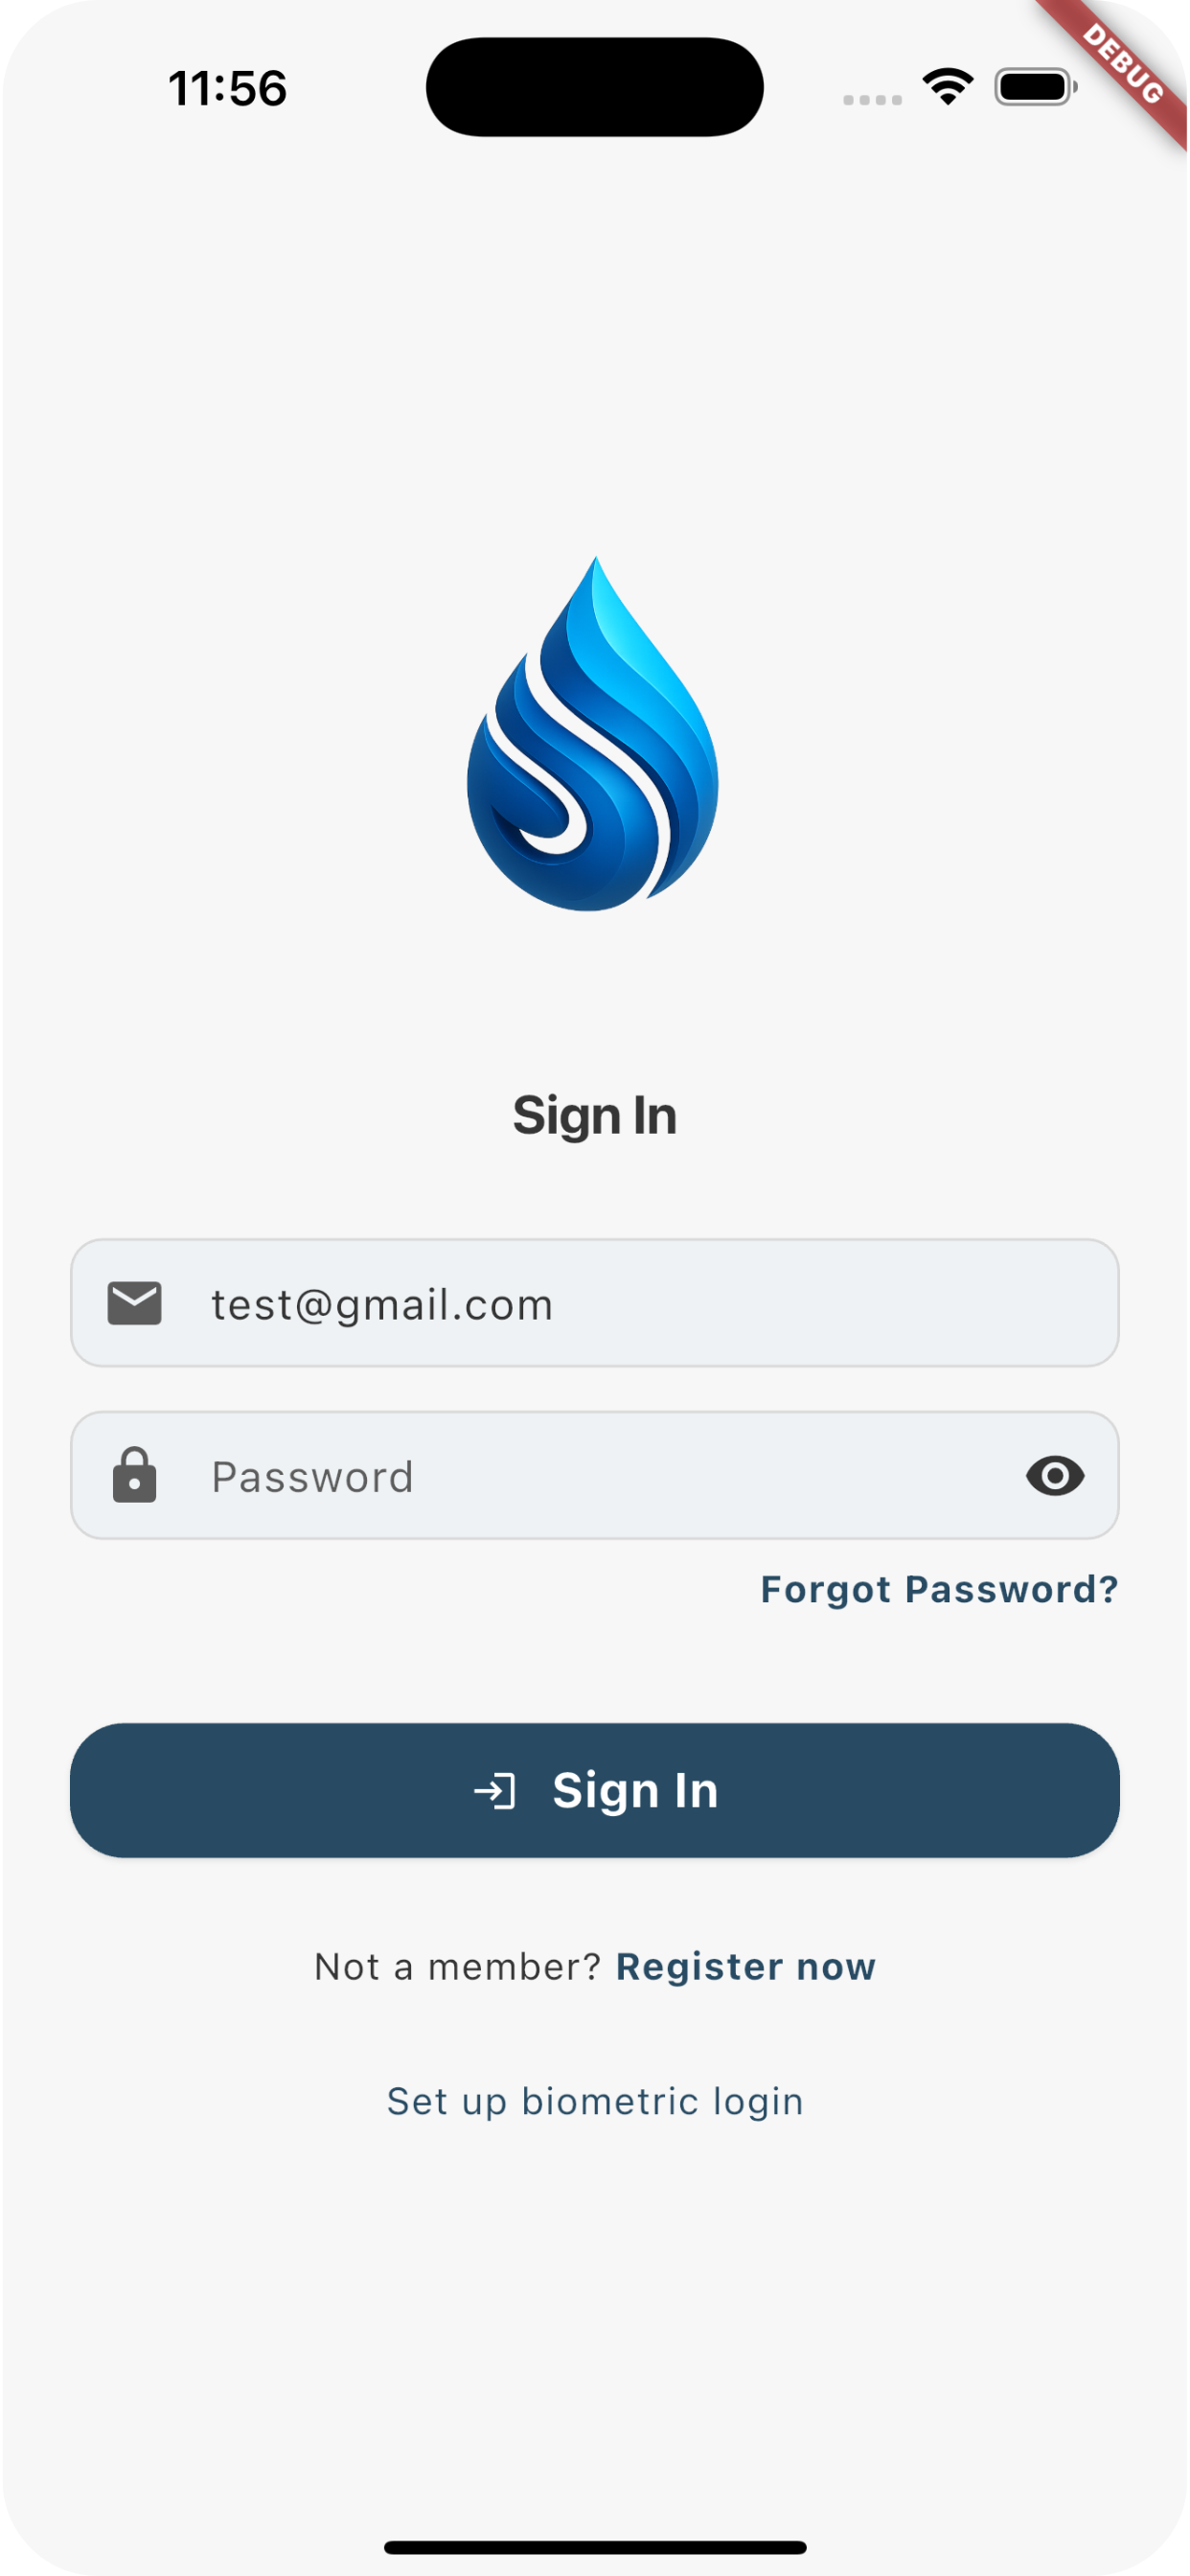 11:56
DEBUG
Sign In
test@gmail.com
Password
Forgot Password?
Sign In
Not a member? Register now
Set up biometric login